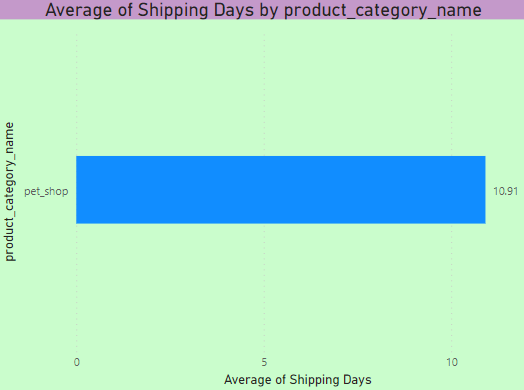 Average of Shipping Days by product_category_name
product_category_name
pet_shop
10.91
0 5 10
Average of Shipping Days